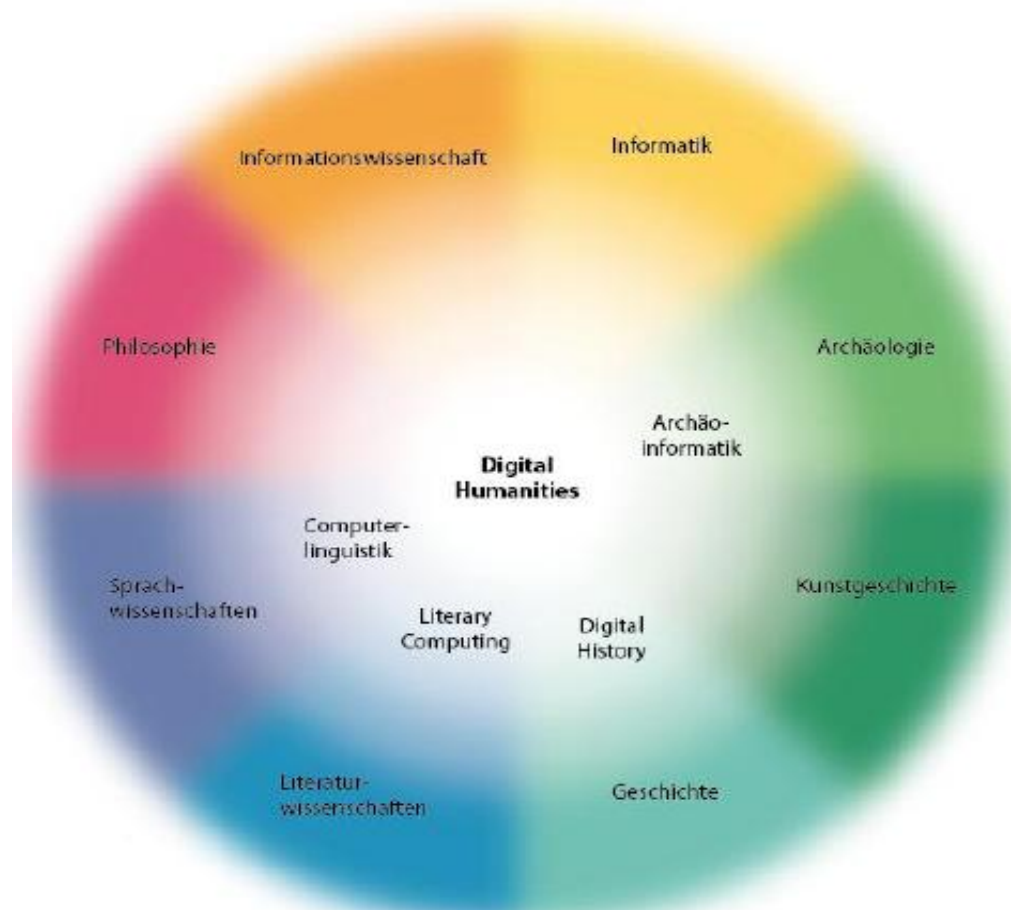 Informationswissenschaft
Informatik
Philosophie
Archäologie
Archäo-
informatik
Digital
Humanities
Computer-
linguistik
Sprach-
wissenschaften
Kunstgeschichte
Literary
Computing
Digital
History
Literatur-
wissenschaften
Geschichte